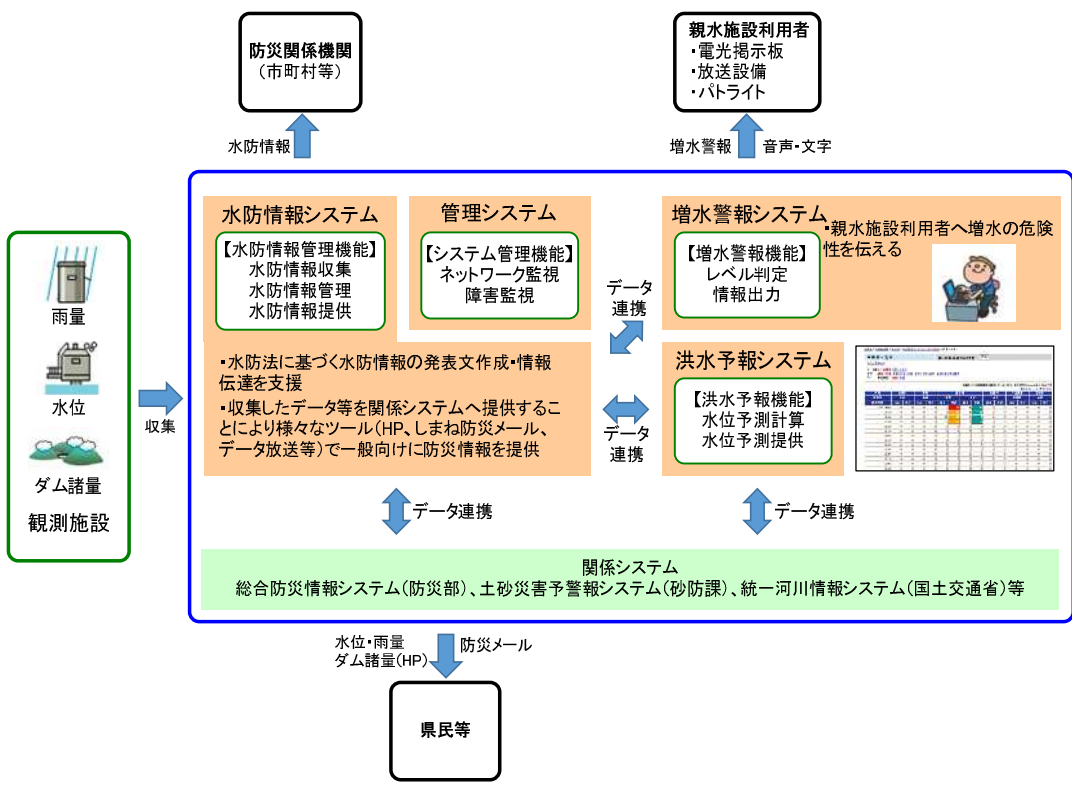 防災関係機関
(市町村等)
親水施設利用者
・電光掲示板
・放送設備
・パトライト
水防情報
増水警報
音声・文字
水防情報システム
【水防情報管理機能】
水防情報収集
水防情報管理
水防情報提供
管理システム
【システム管理機能】
ネットワーク監視
障害監視
増水警報システム
【増水警報機能】
レベル判定
情報出力
・親水施設利用者へ増水の危険
性を伝える
雨量
水位
ダム諸量
観測施設
収集
データ
連携
・水防法に基づく水防情報の発表文作成・情報
伝達を支援
・収集したデータ等を関係システムへ提供するこ
とにより様々なツール(HP、しまね防災メール、
データ放送等)で一般向けに防災情報を提供
データ
連携
洪水予報システム
【洪水予報機能】
水位予測計算
水位予測提供
データ連携
データ連携
関係システム
総合防災情報システム(防災部)、土砂災害予警報システム(砂防課)、統一河川情報システム(国土交通省)等
水位・雨量
ダム諸量(HP)
防災メール
県民等